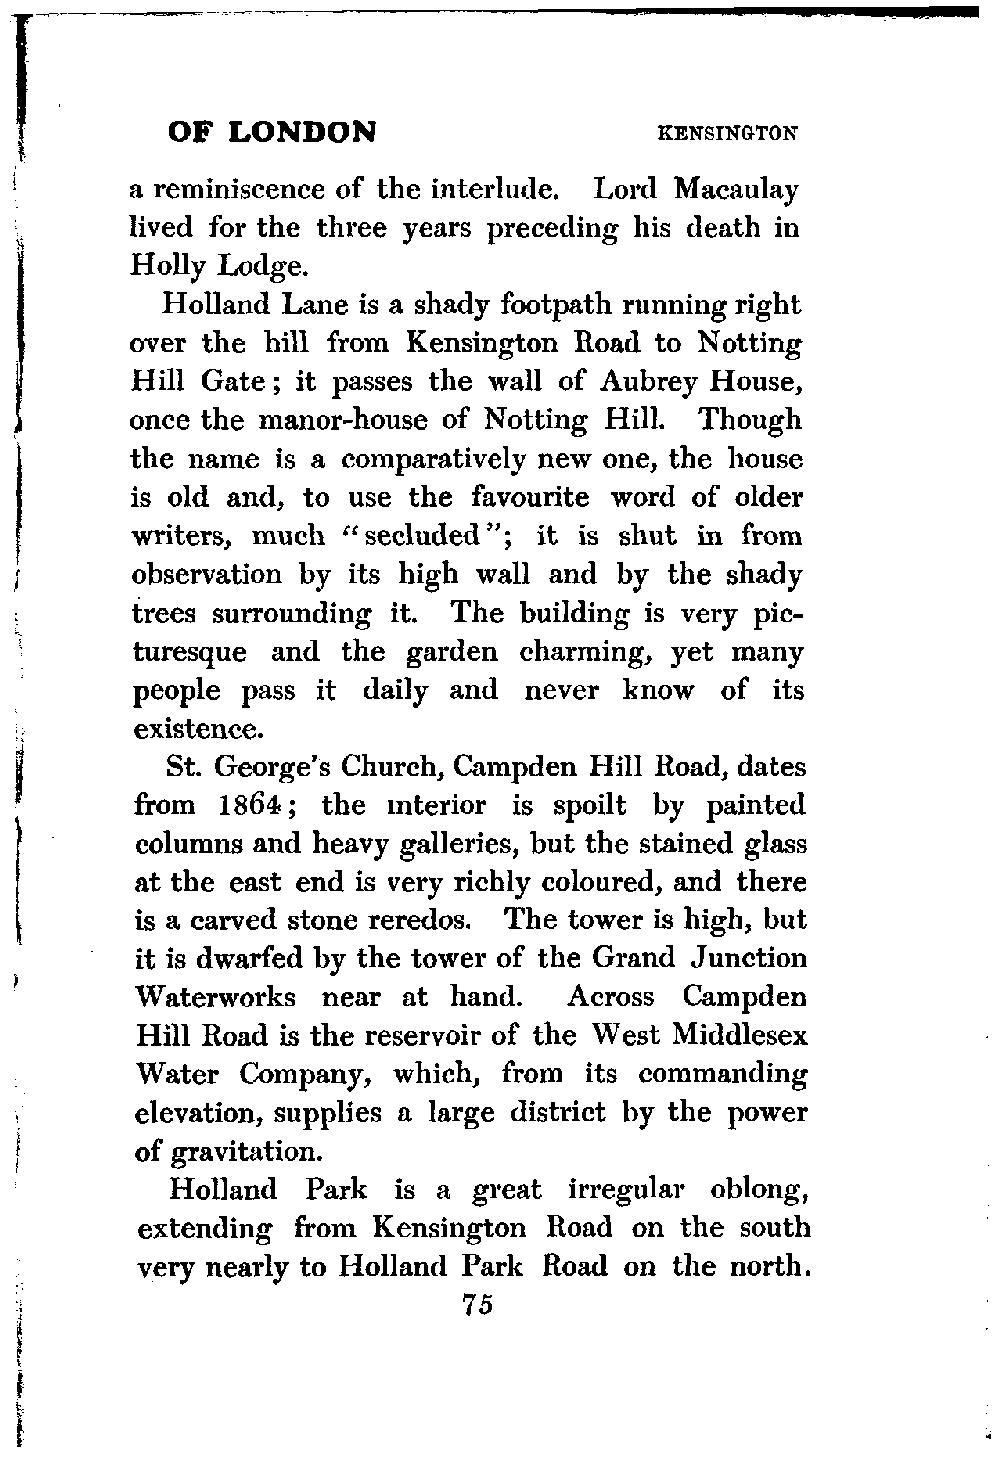 OF LONDON KENSINGTON
a reminiscence of the interlude. Lord Macaulay
lived for the three years preceding his death in
Holly Lodge.
Holland Lane is a shady footpath running right
over the hill from Kensington Road to Notting
Hill Gate; it passes the wall of Aubrey House,
once the manor-house of Notting Hill. Though
the name is a comparatively new one, the house
is old and, to use the favourite word of older
writers, much “secluded”; it is shut in from
observation by its high wall and by the shady
trees surrounding it. The building is very pic-
turesque and the garden charming, yet many
people pass it daily and never know of its
existence.
St. George's Church, Campden Hill Road, dates
from 1864; the interior is spoilt by painted
columns and heavy galleries, but the stained glass
at the east end is very richly coloured, and there
is a carved stone reredos. The tower is high, but
it is dwarfed by the tower of the Grand Junction
Waterworks near at hand. Across Campden
Hill Road is the reservoir of the West Middlesex
Water Company, which, from its commanding
elevation, supplies a large district by the power
of gravitation.
Holland Park is a great irregular oblong,
extending from Kensington Road on the south
very nearly to Holland Park Road on the north.
75